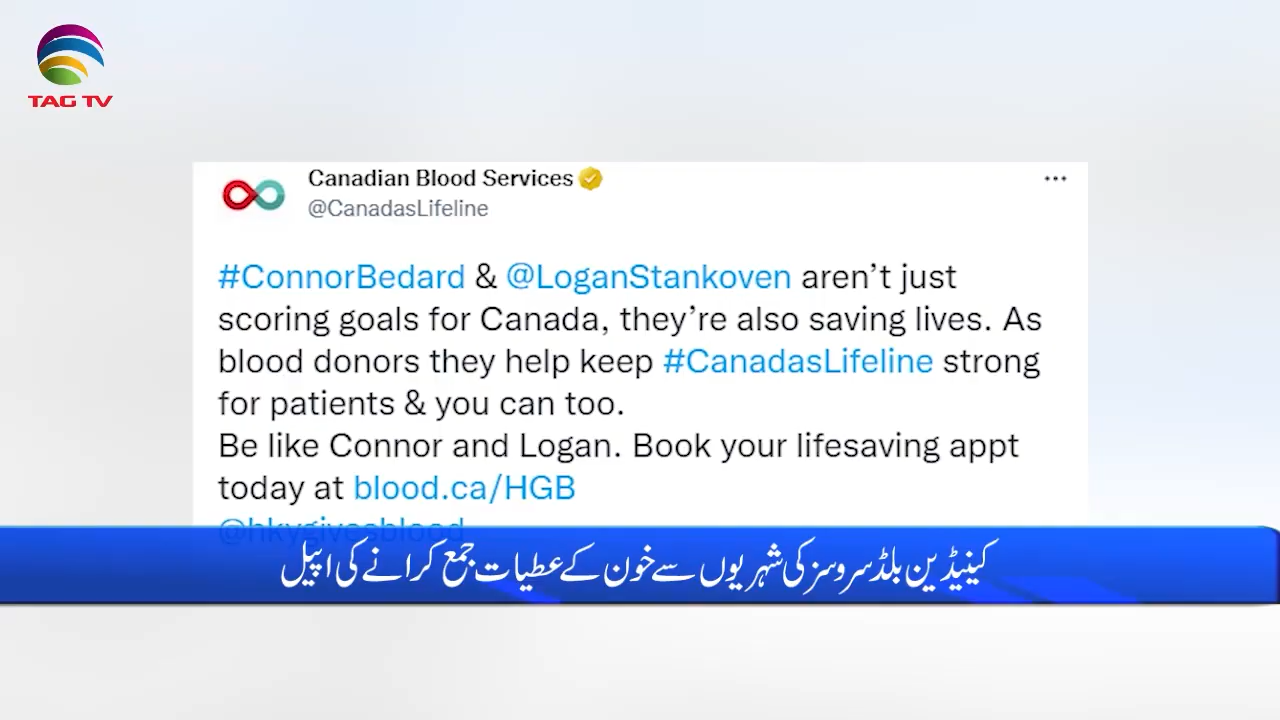 TAG TV
Canadian Blood Services
@CanadasLifeline
#ConnorBedard & @LoganStankoven aren’t just
scoring goals for Canada, they’re also saving lives. As
blood donors they help keep #CanadasLifeline strong
for patients & you can too.
Be like Connor and Logan. Book your lifesaving appt
today at blood.ca/HGB
@hkygivesblood
کینیڈین بلڈ سروسز کی شہریوں سے خون کے عطیات جمع کرانے کی اپیل